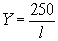 Y = 250 / l